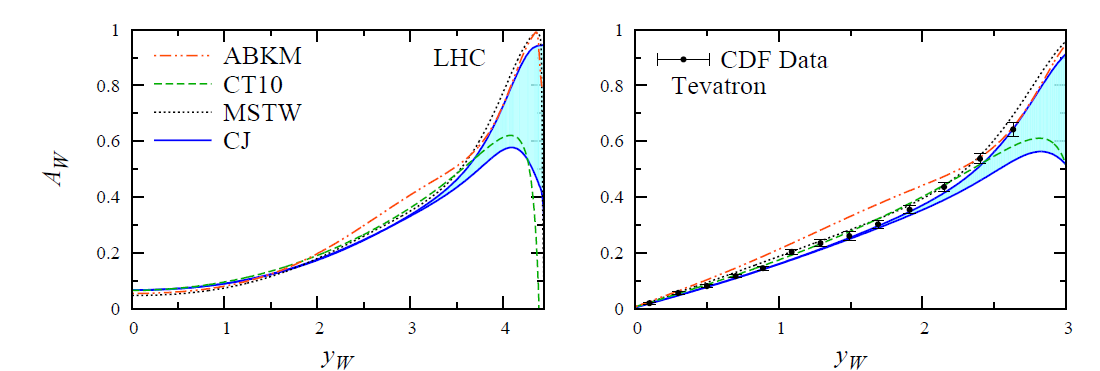 1
0.8
0.6
0.4
0.2
0
A_W
ABKM
CT10
MSTW
CJ
LHC
0 1 2 3 4
y_W
1
0.8
0.6
0.4
0.2
0
CDF Data
Tevatron
0 1 2 3
y_W